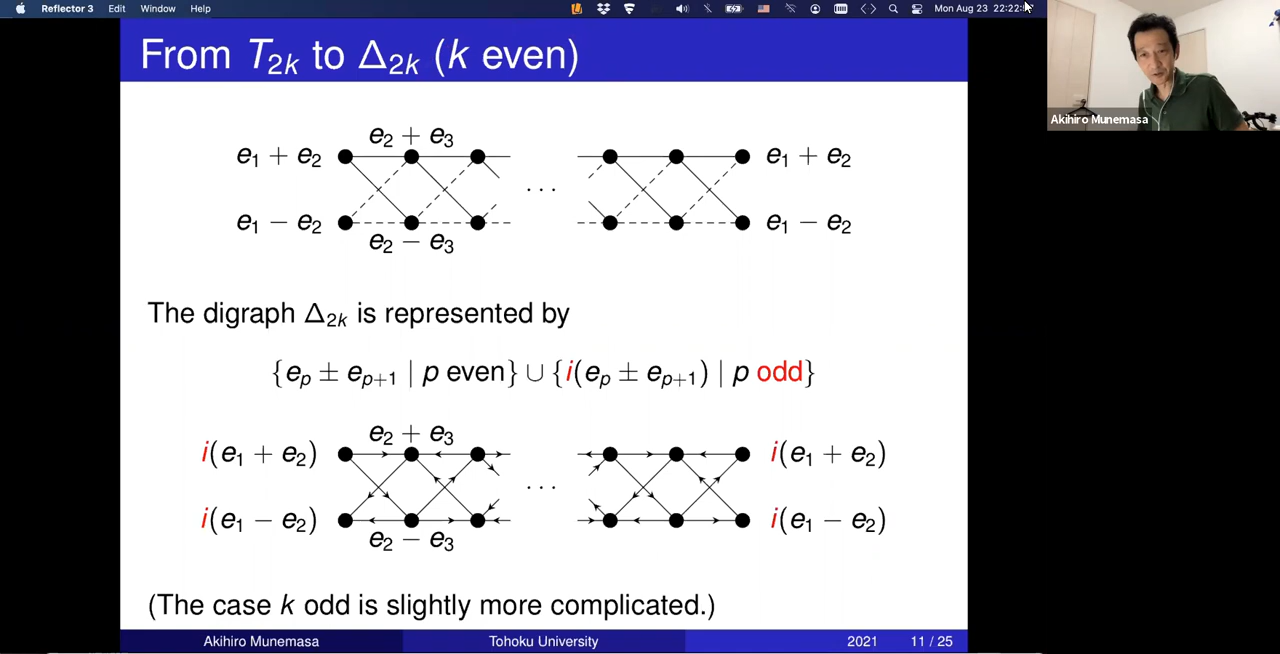 Reflector 3 Edit Window Help
Mon Aug 23 22:22:
From T₂ₖ to Δ₂ₖ (k even)
Akihiro Munemasa
e₂ + e₃
e₁ + e₂ e₁ + e₂
· · ·
e₁ − e₂ e₁ − e₂
e₂ − e₃
The digraph Δ₂ₖ is represented by
{eₚ ± eₚ₊₁ | p even} ∪ {i(eₚ ± eₚ₊₁) | p odd}
e₂ + e₃
i(e₁ + e₂) i(e₁ + e₂)
· · ·
i(e₁ − e₂) i(e₁ − e₂)
e₂ − e₃
(The case k odd is slightly more complicated.)
Akihiro Munemasa Tohoku University 2021 11 / 25